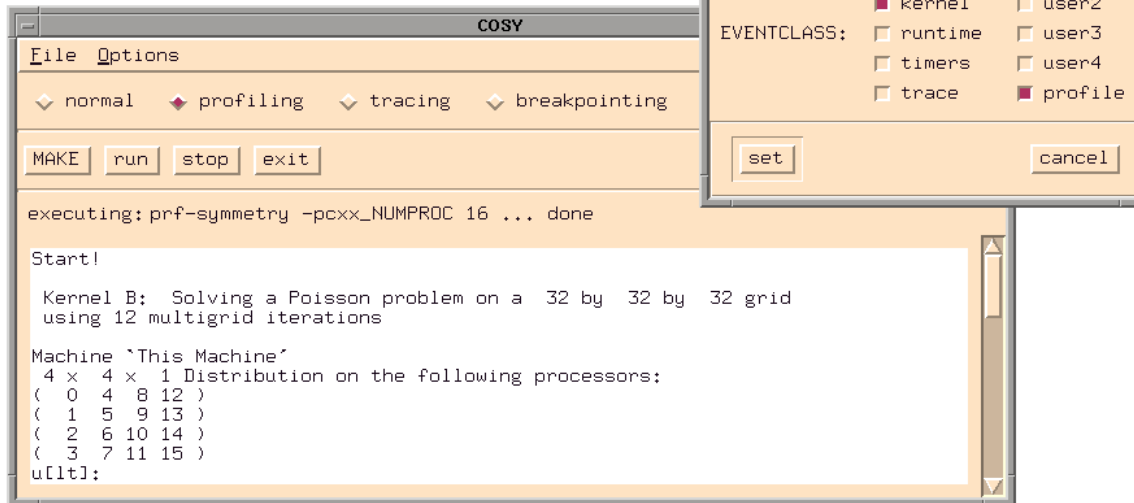 COSY
File Options
normal profiling tracing breakpointing
MAKE run stop exit
executing: prf-symmetry -pcxx_NUMPROC 16 ... done
Start!
Kernel B:  Solving a Poisson problem on a  32 by  32 by  32 grid
using 12 multigrid iterations
Machine `This Machine´
4 x  4 x  1 Distribution on the following processors:
(  0  4  8 12 )
(  1  5  9 13 )
(  2  6 10 14 )
(  3  7 11 15 )
u[lt]:
kernel user2
EVENTCLASS: runtime user3
timers user4
trace profile
set cancel